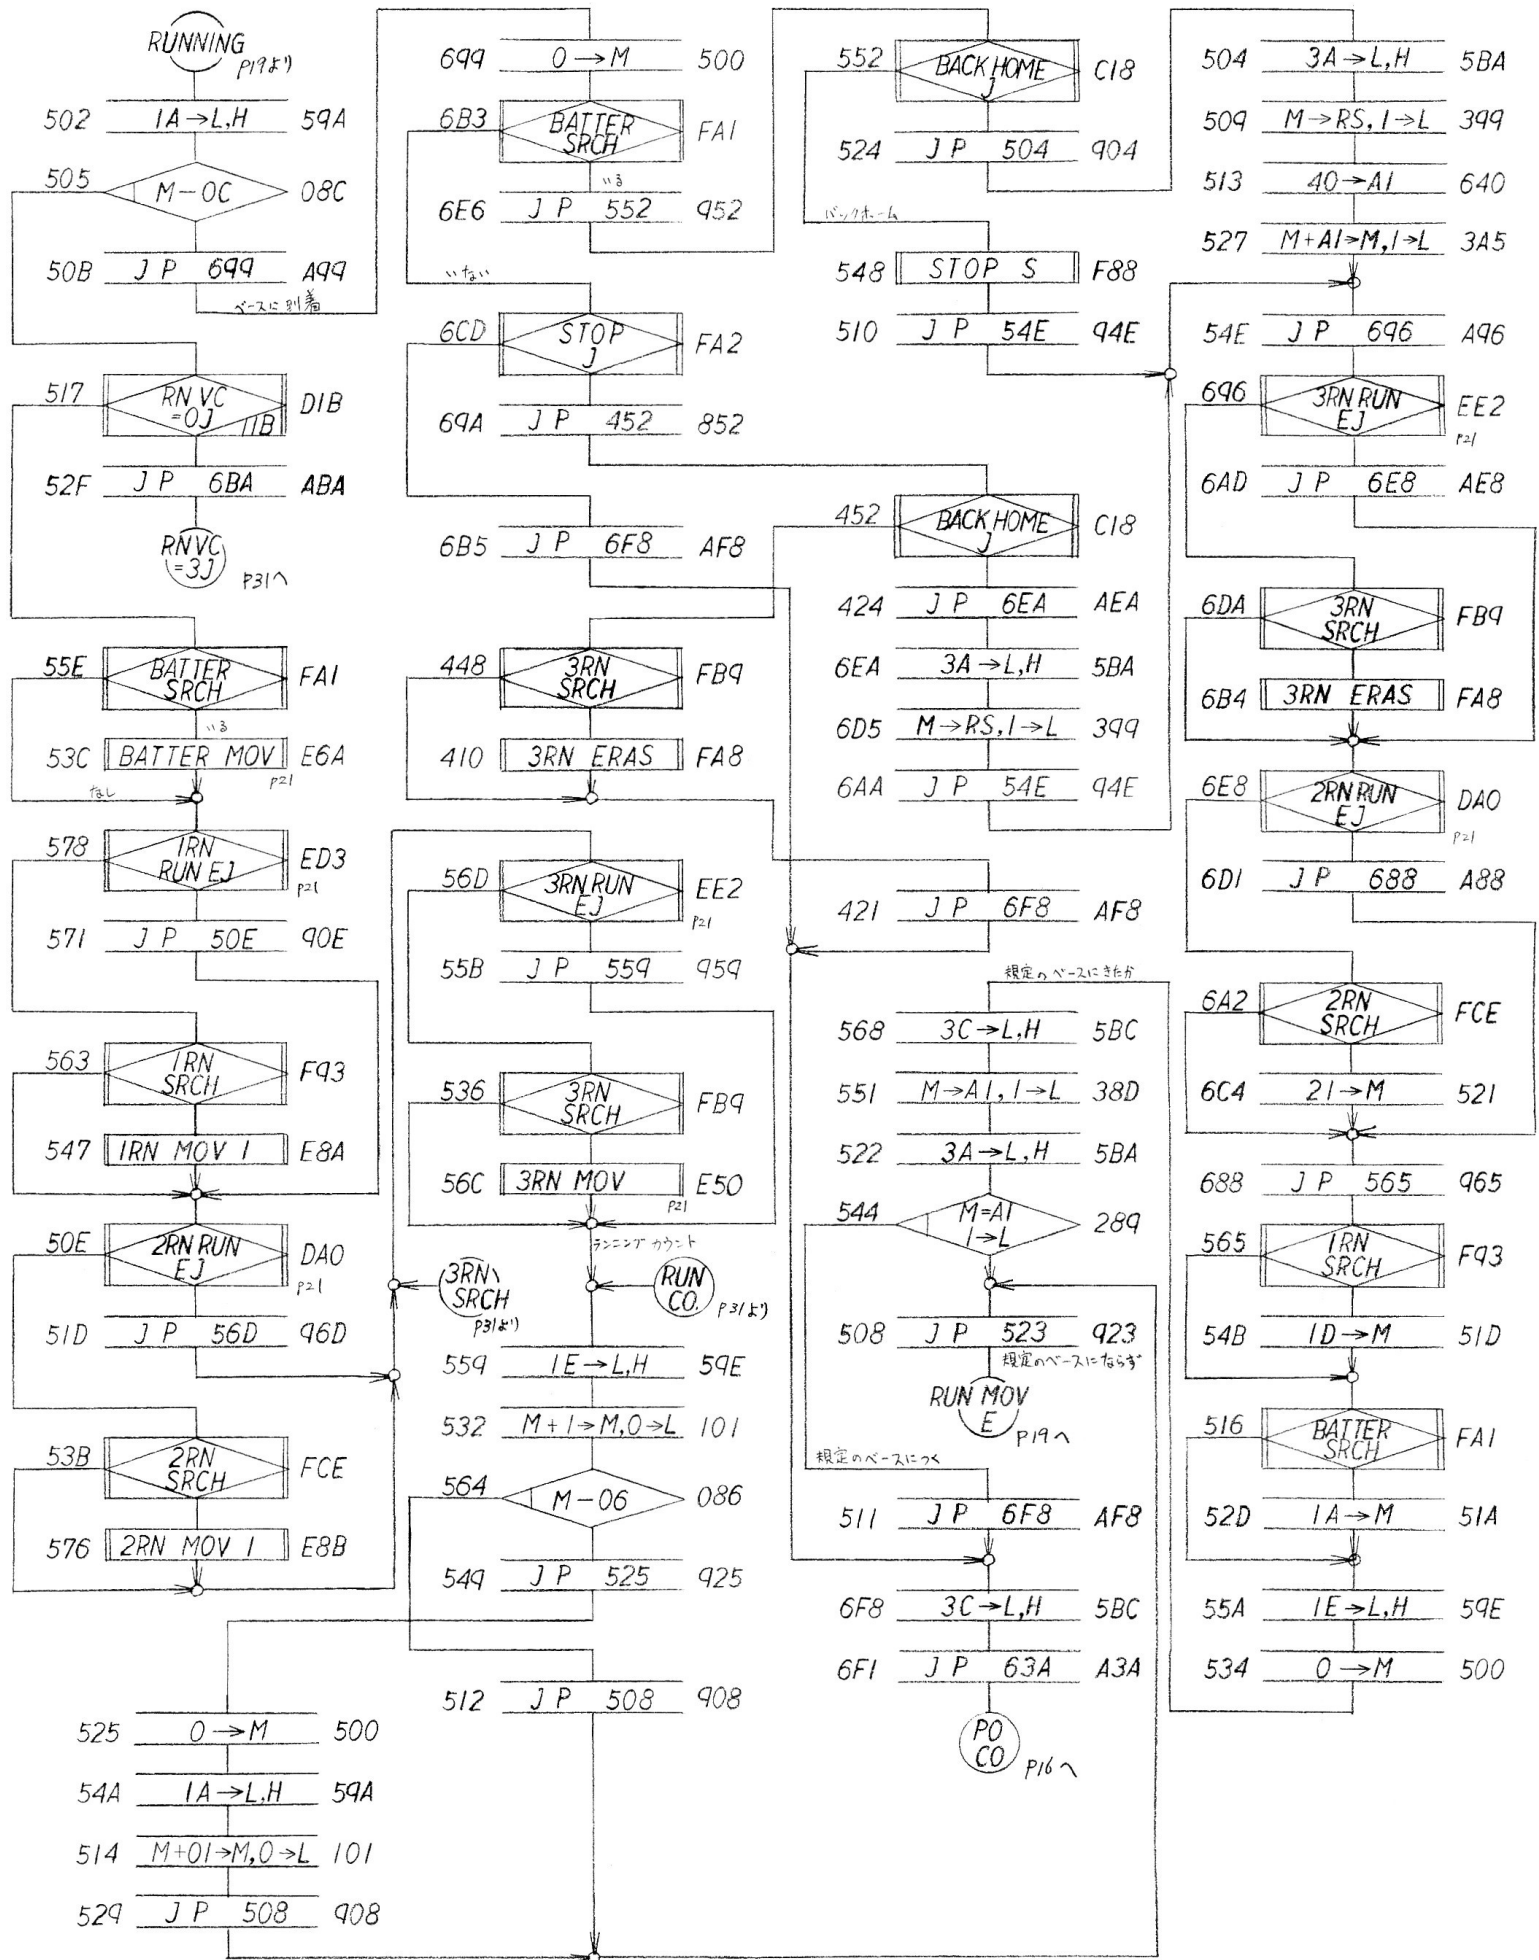 RUNNING
P19より
502 1A→L,H 59A
505 M-0C 08C
50B JP 699 A99
ベースに到着
517 RNVC =0J 11B D1B
52F JP 6BA ABA
RNVC =3J P31へ
55E BATTER SRCH FA1
いる
53C BATTER MOV E6A
P21
なし
578 1RN RUN EJ ED3
P21
571 JP 50E 90E
563 1RN SRCH F93
547 1RN MOV 1 E8A
50E 2RN RUN EJ DA0
P21
51D JP 56D 96D
53B 2RN SRCH FCE
576 2RN MOV 1 E8B
525 0→M 500
54A 1A→L,H 59A
514 M+01→M,0→L 101
529 JP 508 908
699 0→M 500
6B3 BATTER SRCH FA1
いる
6E6 JP 552 952
いない
6CD STOP J FA2
69A JP 452 852
6B5 JP 6F8 AF8
448 3RN SRCH FB9
410 3RN ERAS FA8
56D 3RN RUN EJ EE2
P21
55B JP 559 959
536 3RN SRCH FB9
56C 3RN MOV E50
P21
ランニングカウント
3RN SRCH
P31より
RUN CO.
P31より
559 1E→L,H 59E
532 M+1→M,0→L 101
564 M-06 086
549 JP 525 925
512 JP 508 908
552 BACK HOME J C18
524 JP 504 904
バックホーム
548 STOP S F88
510 JP 54E 94E
452 BACK HOME J C18
424 JP 6EA AEA
6EA 3A→L,H 5BA
6D5 M→RS,1→L 399
6AA JP 54E 94E
421 JP 6F8 AF8
規定のベースにきたか
568 3C→L,H 5BC
551 M→A1,1→L 38D
522 3A→L,H 5BA
544 M=A1 1→L 289
508 JP 523 923
規定のベースにならず
RUN MOV E
P19へ
規定のベースにつく
511 JP 6F8 AF8
6F8 3C→L,H 5BC
6F1 JP 63A A3A
PO CO
P16へ
504 3A→L,H 5BA
509 M→RS,1→L 399
513 40→A1 640
527 M+A1→M,1→L 3A5
54E JP 696 A96
696 3RN RUN EJ EE2
P21
6AD JP 6E8 AE8
6DA 3RN SRCH FB9
6B4 3RN ERAS FA8
6E8 2RN RUN EJ DA0
P21
6D1 JP 688 A88
6A2 2RN SRCH FCE
6C4 21→M 521
688 JP 565 965
565 1RN SRCH F93
54B 1D→M 51D
516 BATTER SRCH FA1
52D 1A→M 51A
55A 1E→L,H 59E
534 0→M 500